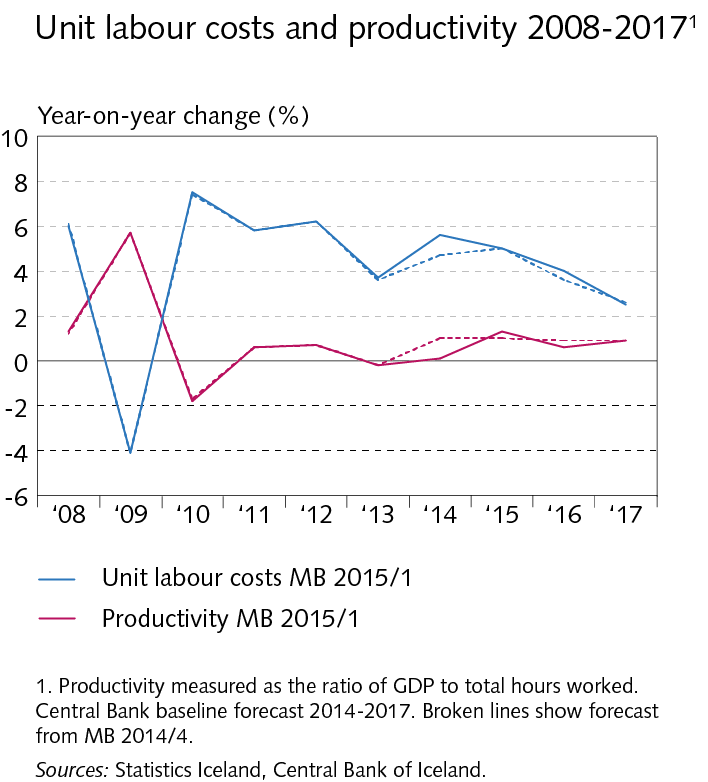 Unit labour costs and productivity 2008-2017¹
Year-on-year change (%)
10
8
6
4
2
0
-2
-4
-6
‘08 ‘09 ‘10 ‘11 ‘12 ‘13 ‘14 ‘15 ‘16 ‘17
Unit labour costs MB 2015/1
Productivity MB 2015/1
1. Productivity measured as the ratio of GDP to total hours worked.
Central Bank baseline forecast 2014-2017. Broken lines show forecast
from MB 2014/4.
Sources: Statistics Iceland, Central Bank of Iceland.